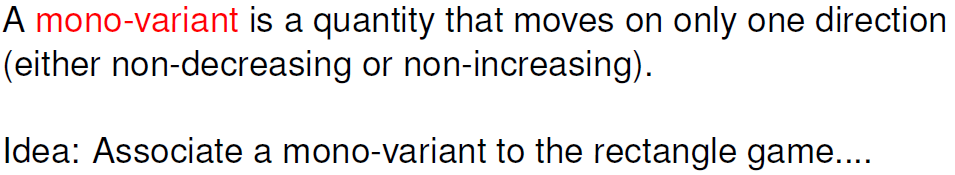 A mono-variant is a quantity that moves on only one direction
(either non-decreasing or non-increasing).
Idea: Associate a mono-variant to the rectangle game....